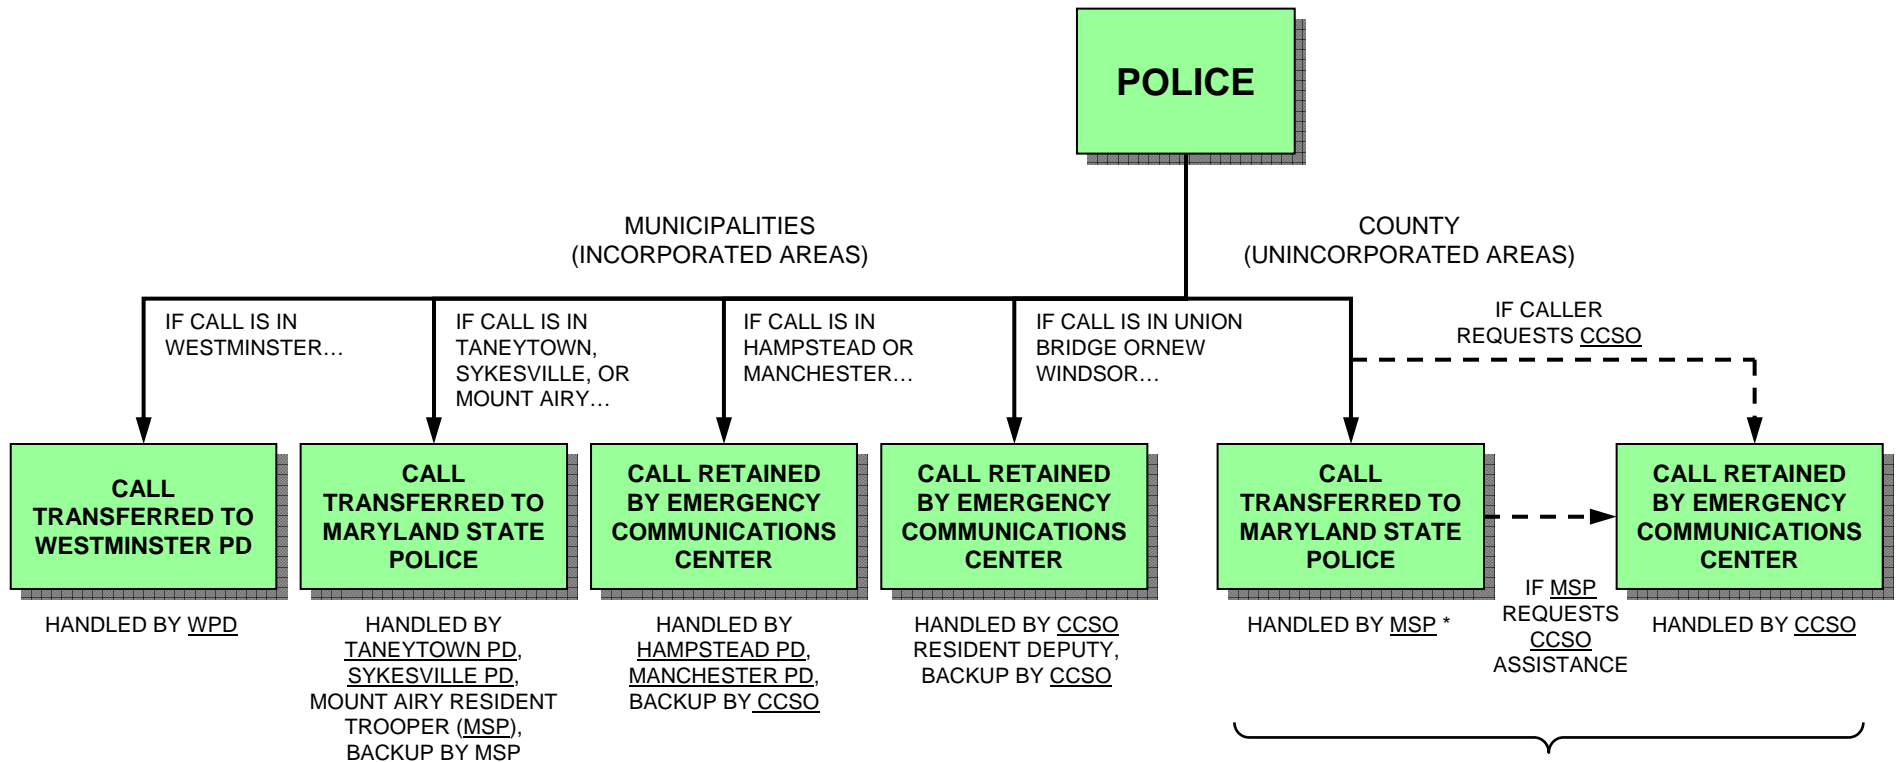 POLICE
MUNICIPALITIES
(INCORPORATED AREAS)
COUNTY
(UNINCORPORATED AREAS)
IF CALL IS IN
WESTMINSTER…
IF CALL IS IN
TANEYTOWN,
SYKESVILLE, OR
MOUNT AIRY…
IF CALL IS IN
HAMPSTEAD OR
MANCHESTER…
IF CALL IS IN UNION
BRIDGE ORNEW
WINDSOR…
IF CALLER
REQUESTS CCSO
CALL
TRANSFERRED TO
WESTMINSTER PD
CALL
TRANSFERRED TO
MARYLAND STATE
POLICE
CALL RETAINED
BY EMERGENCY
COMMUNICATIONS
CENTER
CALL RETAINED
BY EMERGENCY
COMMUNICATIONS
CENTER
CALL
TRANSFERRED TO
MARYLAND STATE
POLICE
CALL RETAINED
BY EMERGENCY
COMMUNICATIONS
CENTER
HANDLED BY WPD
HANDLED BY
TANEYTOWN PD,
SYKESVILLE PD,
MOUNT AIRY RESIDENT
TROOPER (MSP),
BACKUP BY MSP
HANDLED BY
HAMPSTEAD PD,
MANCHESTER PD,
BACKUP BY CCSO
HANDLED BY CCSO
RESIDENT DEPUTY,
BACKUP BY CCSO
HANDLED BY MSP *
IF MSP
REQUESTS
CCSO
ASSISTANCE
HANDLED BY CCSO